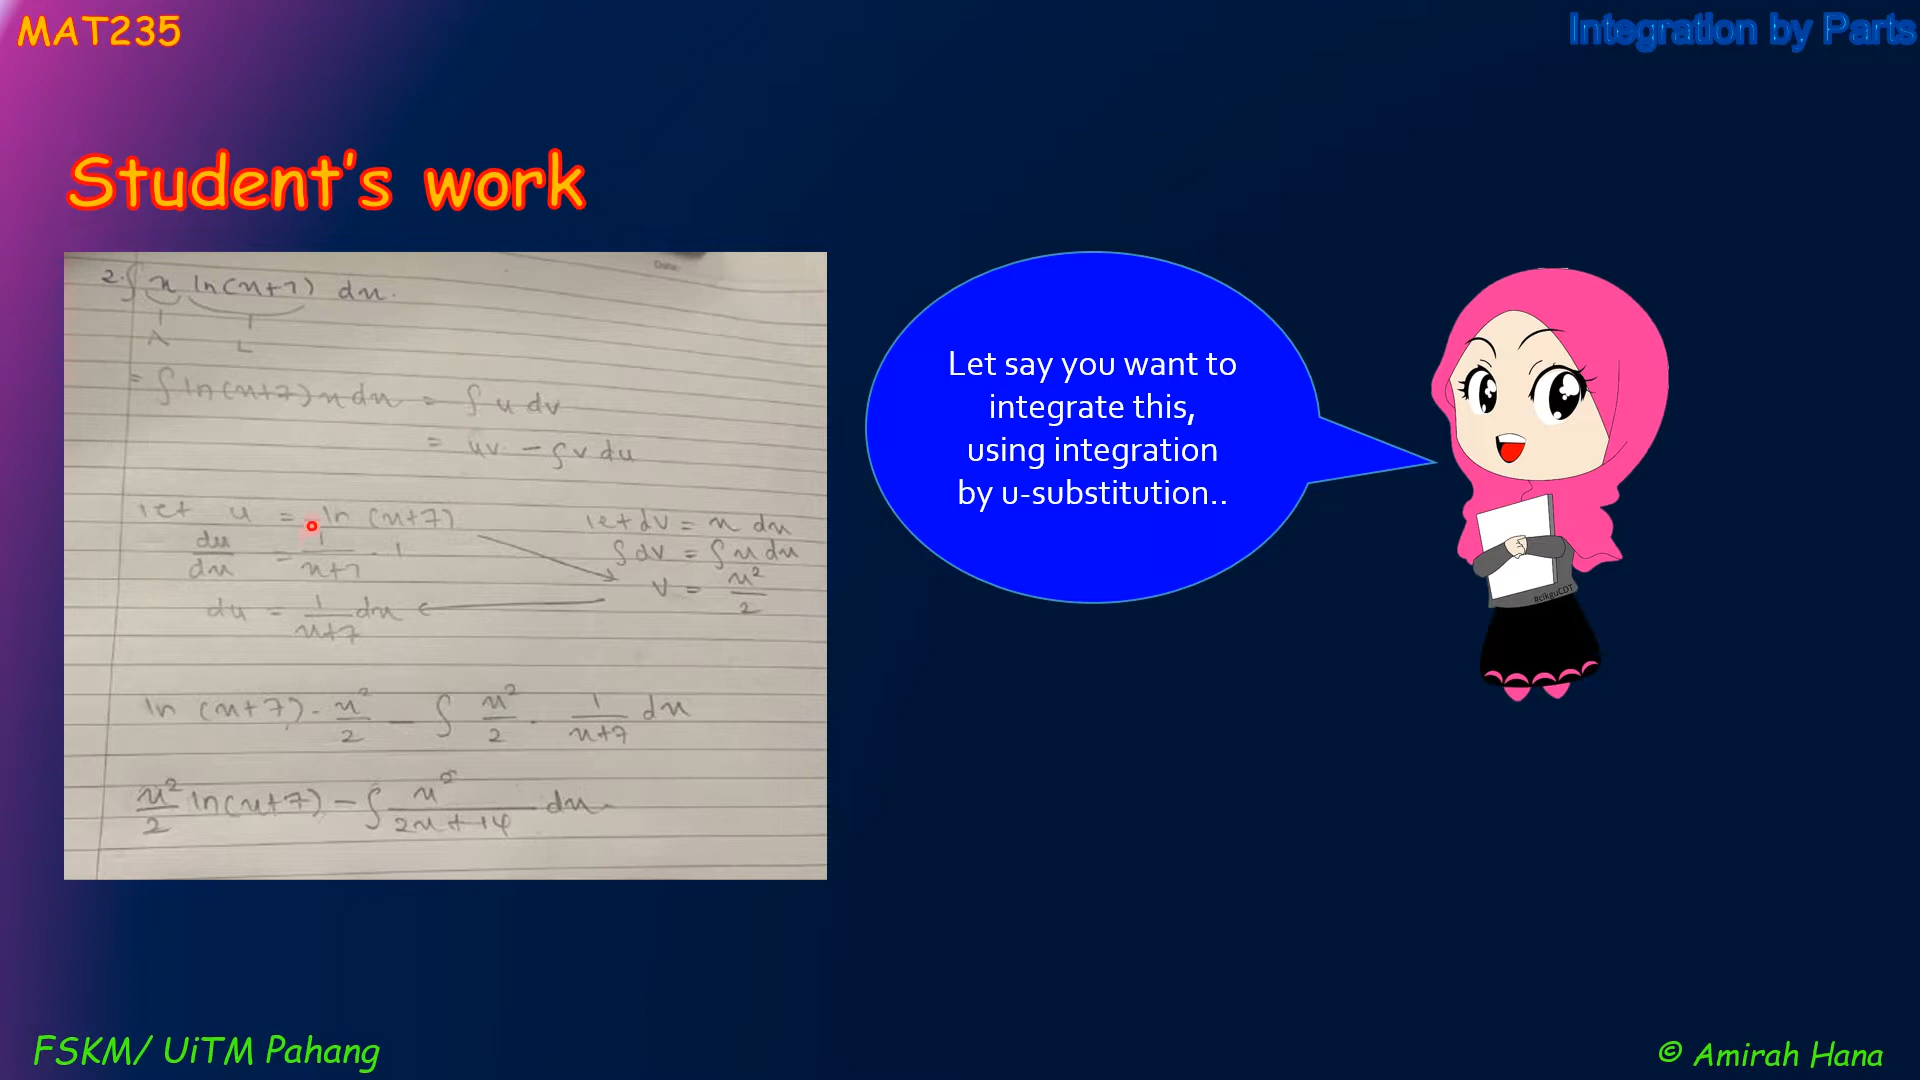 MAT235
Integration by Parts
Student's work
2. ∫ x ln(x+7) dx.
A L
= ∫ ln(x+7) x dx = ∫ u dv
= uv - ∫ v du
let u = ln (x+7)
let dv = x dx
du/dx = 1/x+7 · 1
∫ dv = ∫ x dx
v = x²/2
du = 1/x+7 dx
ln (x+7) · x²/2 - ∫ x²/2 · 1/x+7 dx
x²/2 ln(x+7) - ∫ x²/2x+14 dx
Let say you want to
integrate this,
using integration
by u-substitution..
#cikguCDT
FSKM/ UiTM Pahang
© Amirah Hana